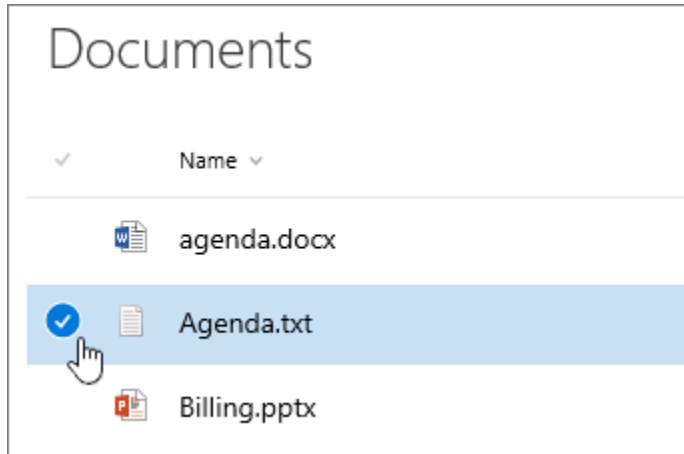 Documents
Name
agenda.docx
Agenda.txt
Billing.pptx